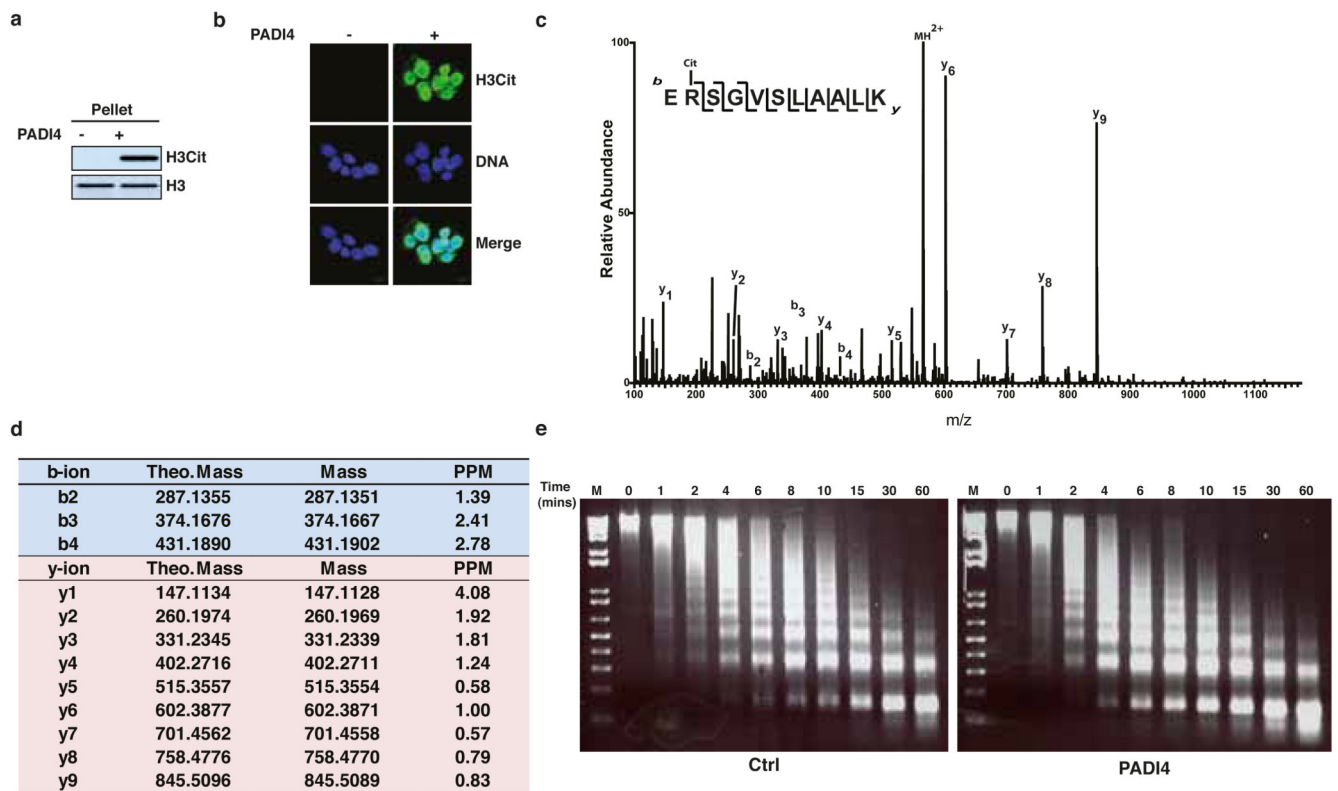 a
Pellet
PADI4 - +
H3Cit
H3
b
PADI4 - +
H3Cit
DNA
Merge
c
Relative Abundance
100
50
0
Cit
b E R S G V S L A A L K y
MH2+
y6
y9
y1
y2
b2
y3
b3
y4
b4
y5
y7
y8
100 200 300 400 500 600 700 800 900 1000 1100
m/z
d
b-ion Theo.Mass Mass PPM
b2 287.1355 287.1351 1.39
b3 374.1676 374.1667 2.41
b4 431.1890 431.1902 2.78
y-ion Theo.Mass Mass PPM
y1 147.1134 147.1128 4.08
y2 260.1974 260.1969 1.92
y3 331.2345 331.2339 1.81
y4 402.2716 402.2711 1.24
y5 515.3557 515.3554 0.58
y6 602.3877 602.3871 1.00
y7 701.4562 701.4558 0.57
y8 758.4776 758.4770 0.79
y9 845.5096 845.5089 0.83
e
Time (mins) M 0 1 2 4 6 8 10 15 30 60
M 0 1 2 4 6 8 10 15 30 60
Ctrl
PADI4